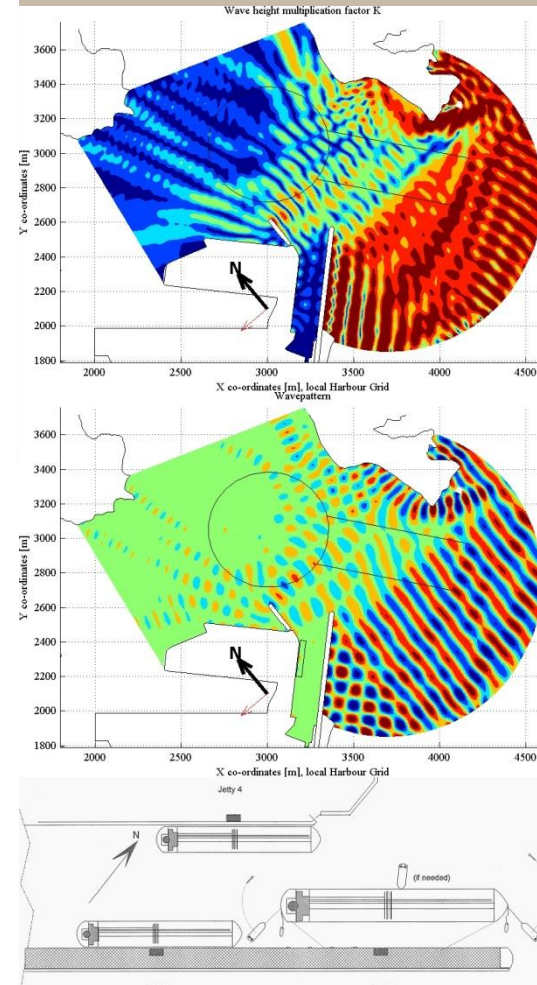 Wave height multiplication factor K
3600
3400
3200
3000
2800
2600
2400
2200
2000
1800
Y co-ordinates [m]
N
2000 2500 3000 3500 4000 4500
X co-ordinates [m], local Harbour Grid
Wavepattern
3600
3400
3200
3000
2800
2600
2400
2200
2000
1800
Y co-ordinates [m]
N
2000 2500 3000 3500 4000 4500
X co-ordinates [m], local Harbour Grid
Jetty 4
N
(if needed)